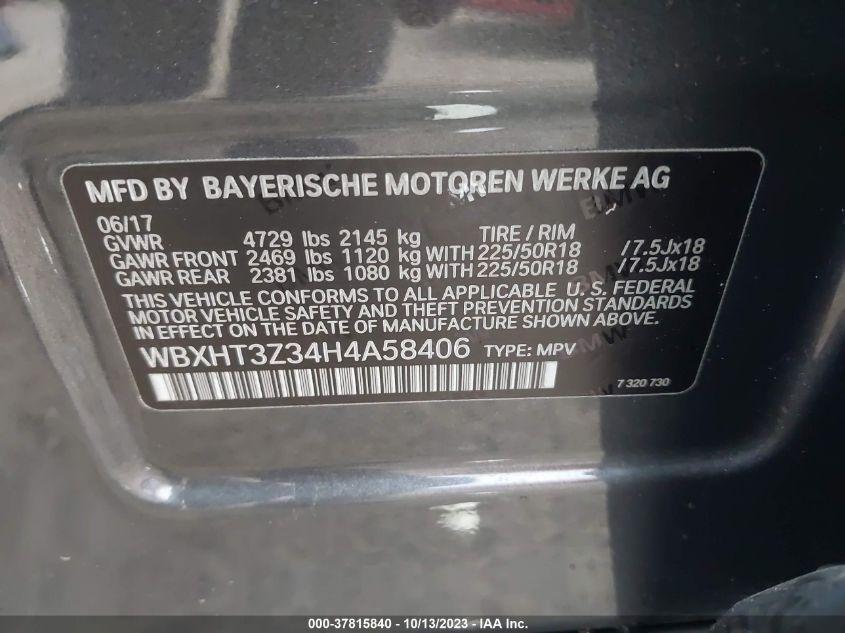 MFD BY BAYERISCHE MOTOREN WERKE AG
06/17
GVWR 4729 lbs 2145 kg TIRE / RIM
GAWR FRONT 2469 lbs 1120 kg WITH 225/50R18 /7.5Jx18
GAWR REAR 2381 lbs 1080 kg WITH 225/50R18 /7.5Jx18
THIS VEHICLE CONFORMS TO ALL APPLICABLE U. S. FEDERAL
MOTOR VEHICLE SAFETY AND THEFT PREVENTION STANDARDS
IN EFFECT ON THE DATE OF MANUFACTURE SHOWN ABOVE.
WBXHT3Z34H4A58406 TYPE: MPV
7 320 730
000-37815840 | 10/13/2023 | © IAA Inc.